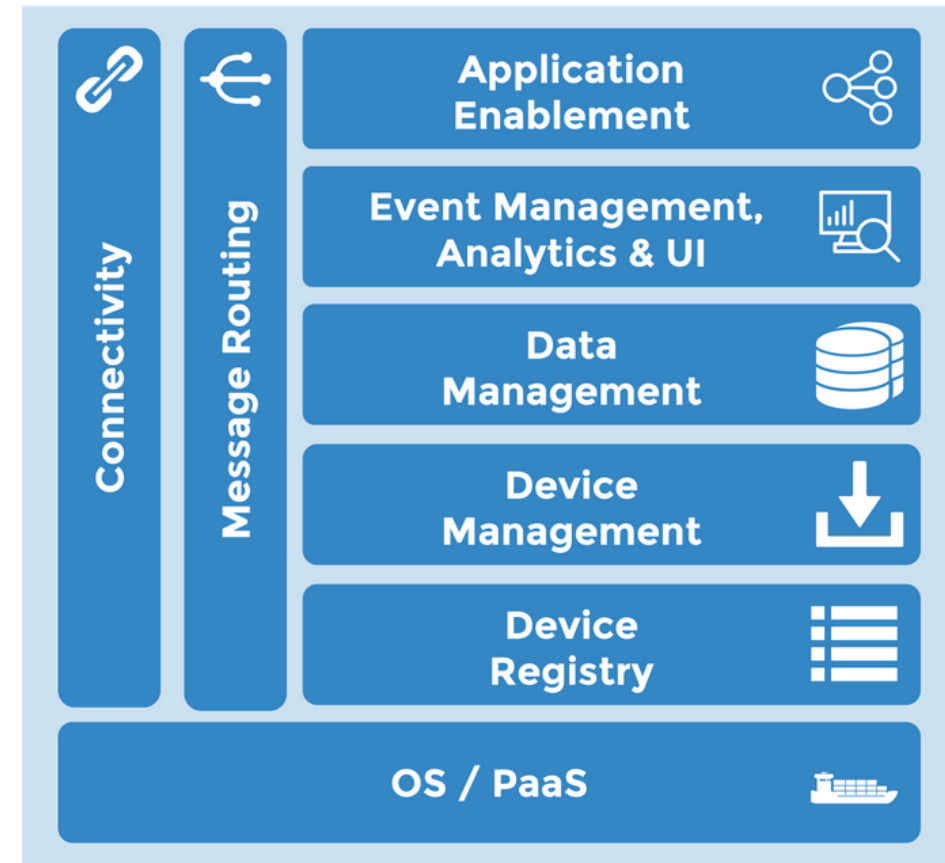 Connectivity
Message Routing
Application
Enablement
Event Management,
Analytics & UI
Data
Management
Device
Management
Device
Registry
OS / PaaS